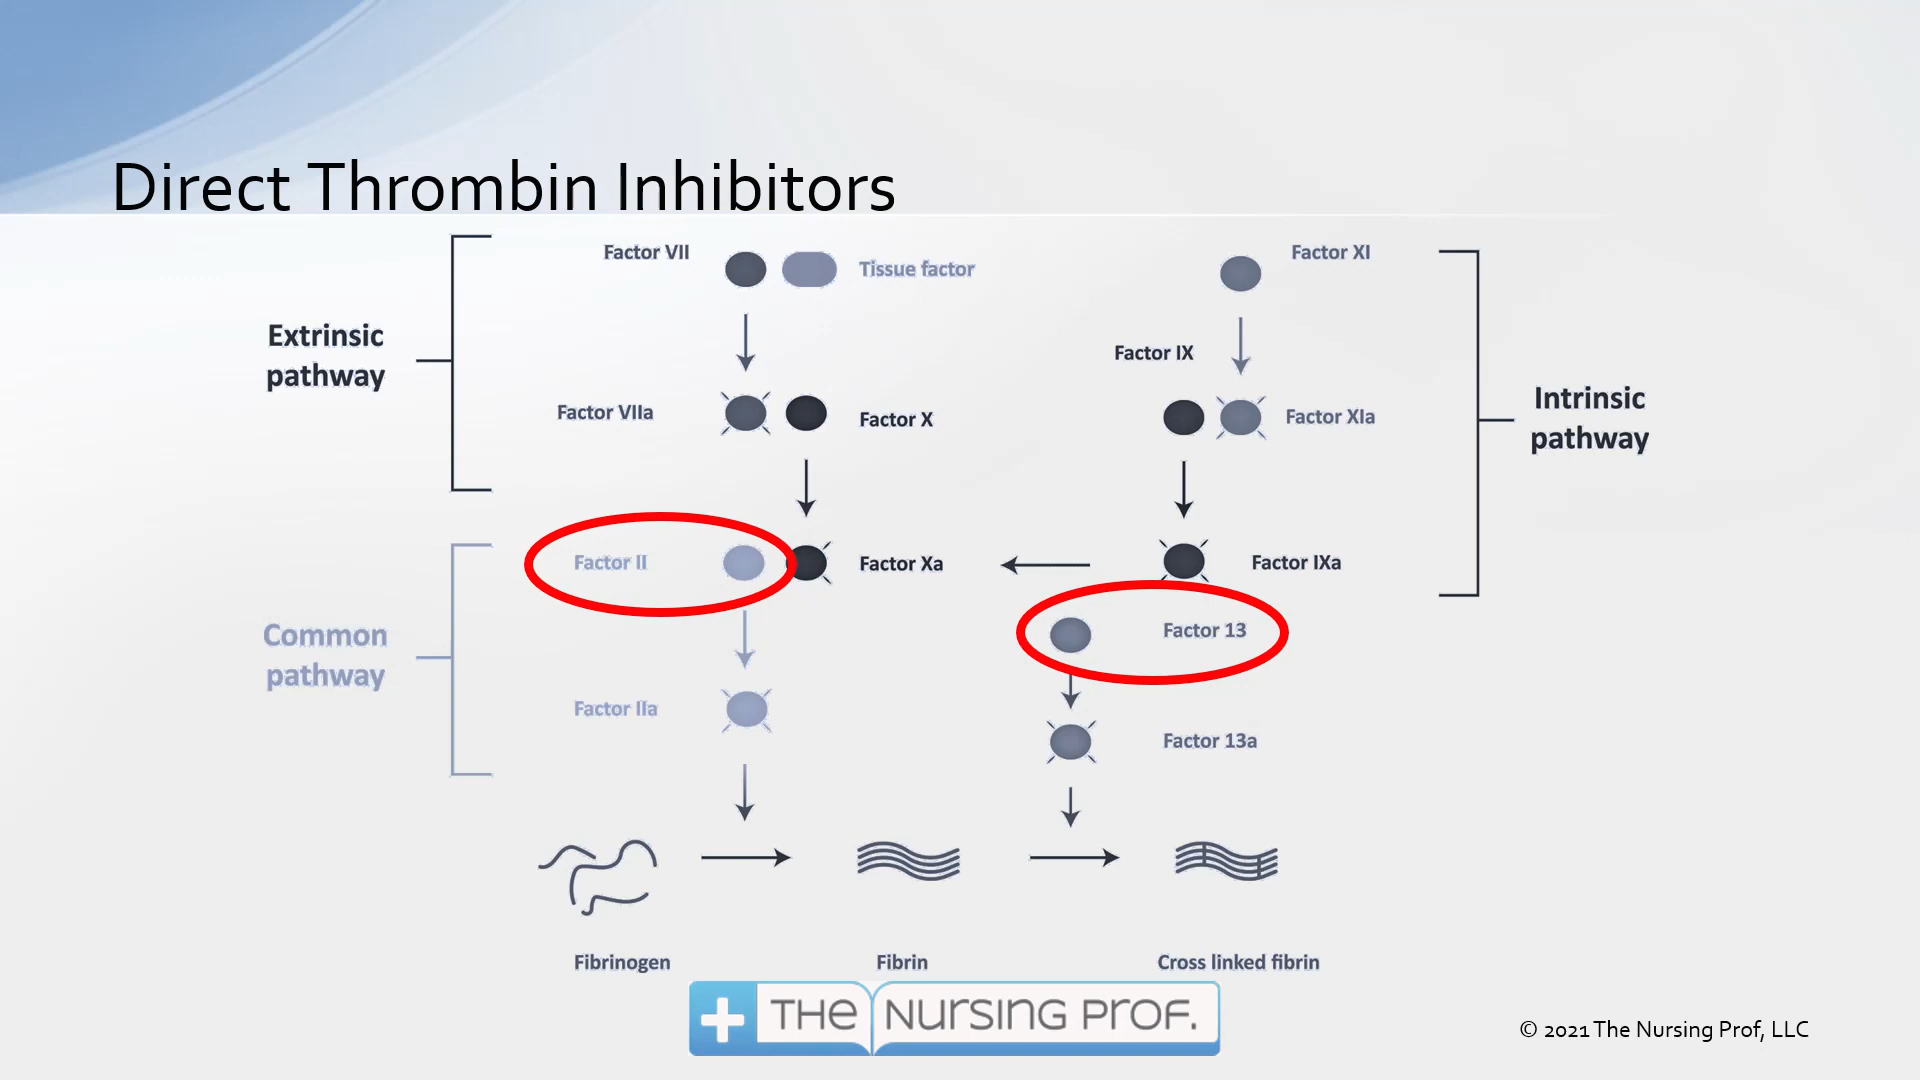 Direct Thrombin Inhibitors
Factor VII
Tissue factor
Factor XI
Extrinsic
pathway
Factor IX
Factor VIIa
Factor X
Factor XIa
Intrinsic
pathway
Factor II
Factor Xa
Factor IXa
Factor 13
Common
pathway
Factor IIa
Factor 13a
Fibrinogen
Fibrin
Cross linked fibrin
THE NURSING PROF.
© 2021 The Nursing Prof, LLC